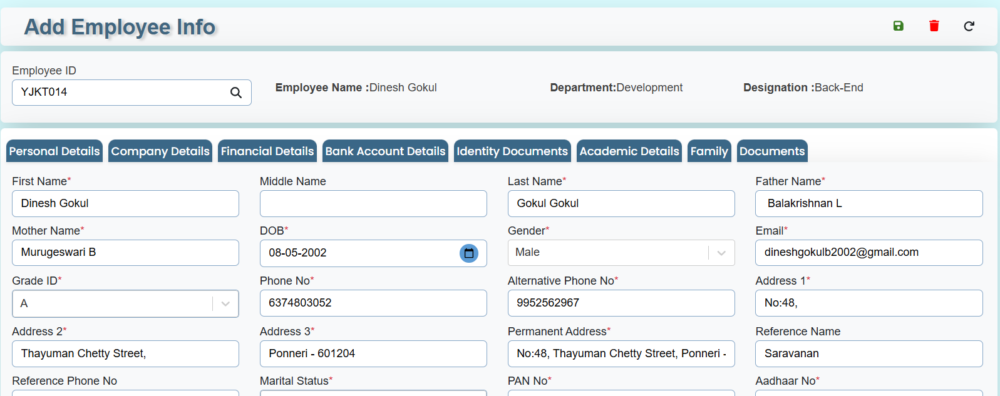 Add Employee Info
Employee ID
YJKT014
Employee Name :Dinesh Gokul
Department:Development
Designation :Back-End
Personal Details Company Details Financial Details Bank Account Details Identity Documents Academic Details Family Documents
First Name* Middle Name Last Name* Father Name*
Dinesh Gokul Gokul Gokul Balakrishnan L
Mother Name* DOB* Gender* Email*
Murugeswari B 08-05-2002 Male dineshgokulb2002@gmail.com
Grade ID* Phone No* Alternative Phone No* Address 1*
A 6374803052 9952562967 No:48,
Address 2* Address 3* Permanent Address* Reference Name
Thayuman Chetty Street, Ponneri - 601204 No:48, Thayuman Chetty Street, Ponneri - Saravanan
Reference Phone No Marital Status* PAN No* Aadhaar No*